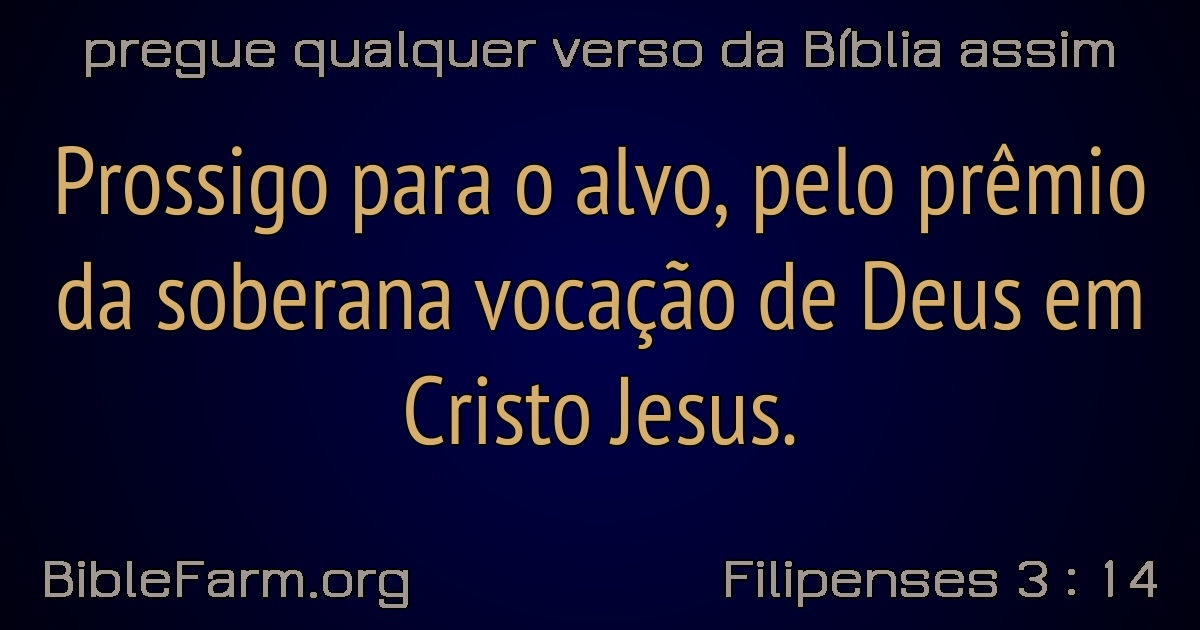 pregue qualquer verso da Bíblia assim
Prossigo para o alvo, pelo prêmio
da soberana vocação de Deus em
Cristo Jesus.
BibleFarm.org
Filipenses 3 : 14